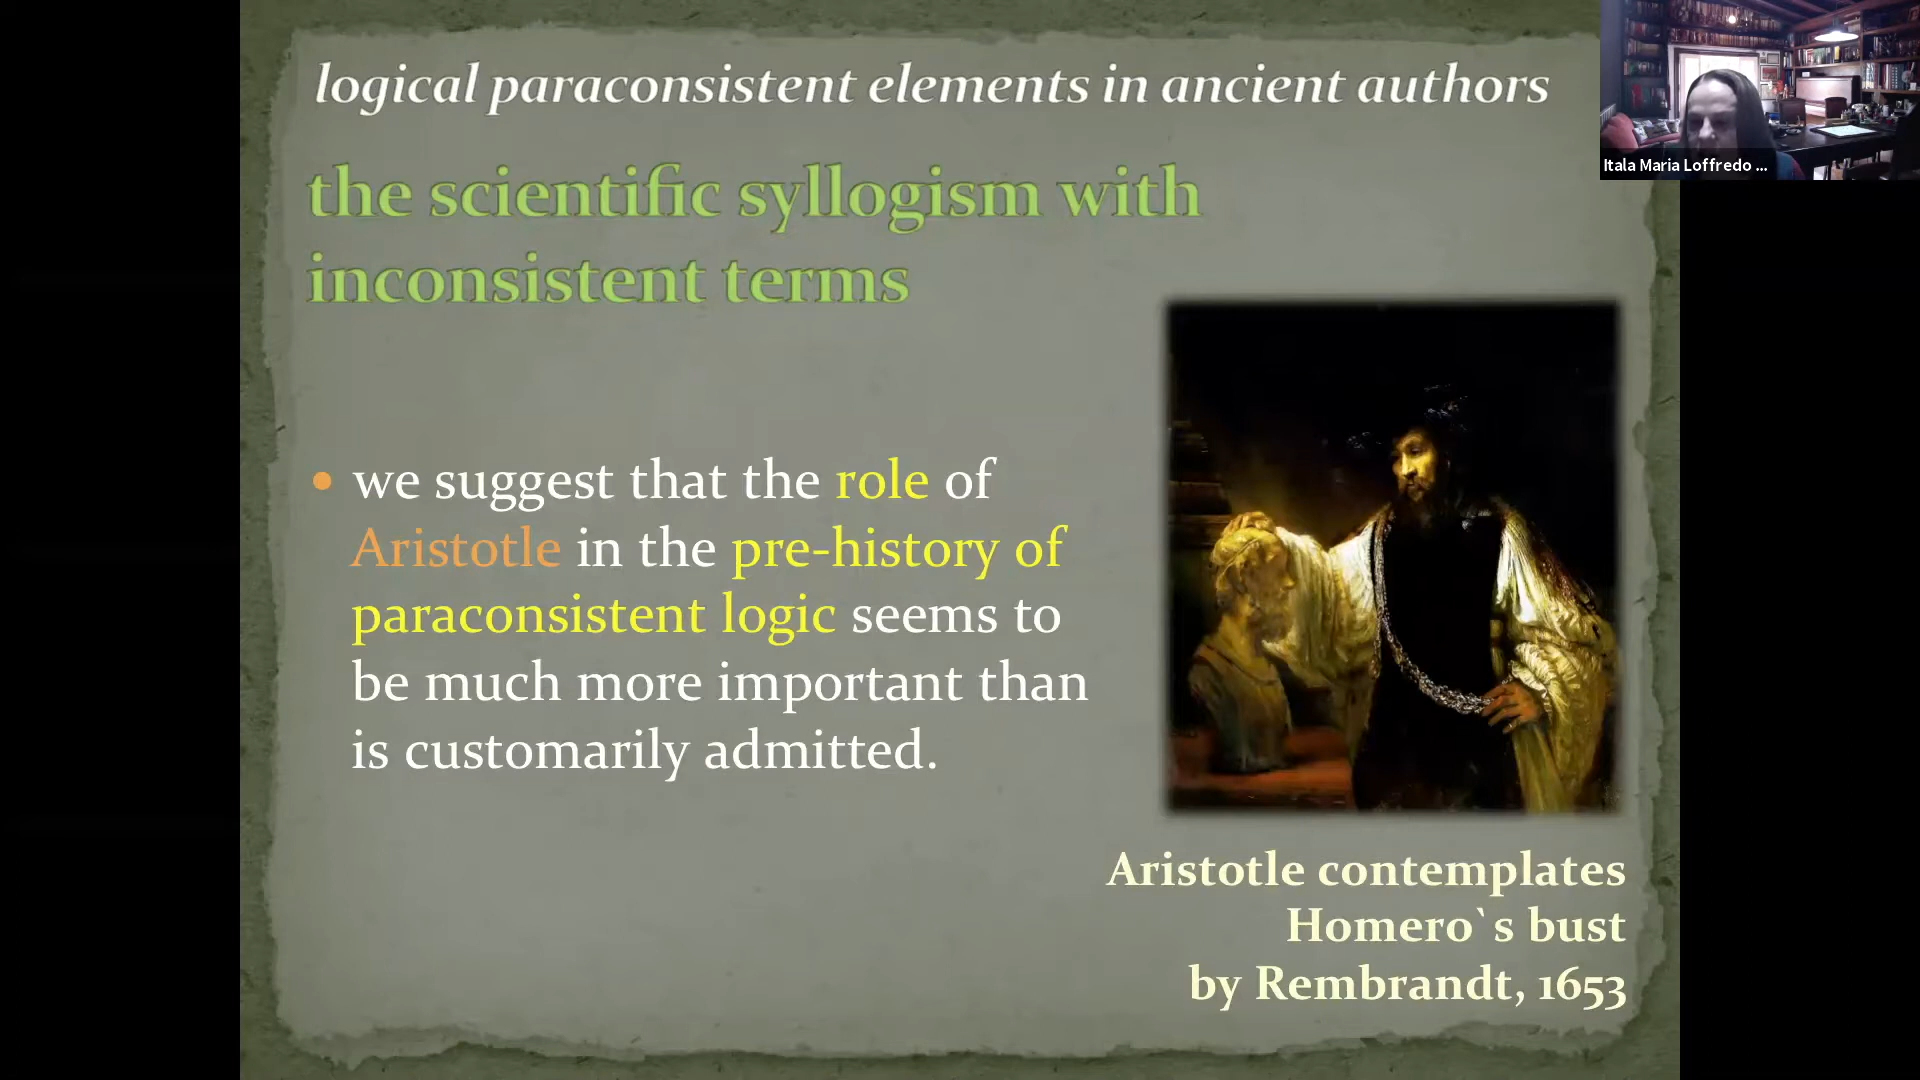 logical paraconsistent elements in ancient authors
Itala Maria Loffredo ...
the scientific syllogism with
inconsistent terms
• we suggest that the role of
Aristotle in the pre-history of
paraconsistent logic seems to
be much more important than
is customarily admitted.
Aristotle contemplates
Homero`s bust
by Rembrandt, 1653